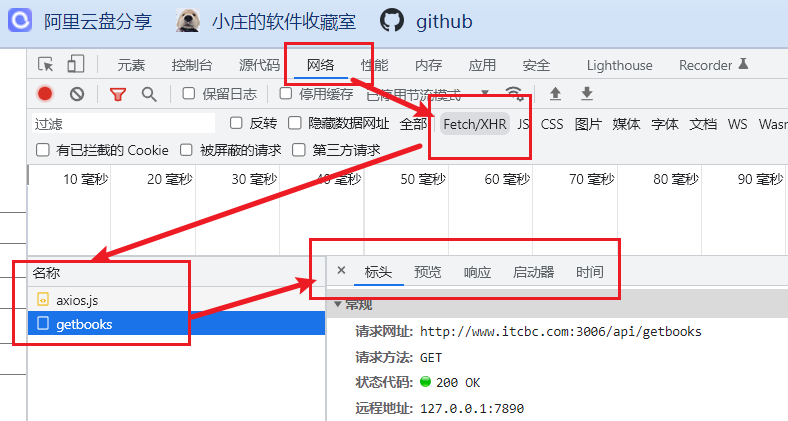 阿里云盘分享 小庄的软件收藏室 github
元素 控制台 源代码 网络 性能 内存 应用 安全 Lighthouse Recorder
保留日志 停用缓存 已停用节流模式
过滤 反转 隐藏数据网址 全部 Fetch/XHR JS CSS 图片 媒体 字体 文档 WS Wasm
有已拦截的 Cookie 被屏蔽的请求 第三方请求
10 毫秒 20 毫秒 30 毫秒 40 毫秒 50 毫秒 60 毫秒 70 毫秒 80 毫秒 90 毫秒
名称 × 标头 预览 响应 启动器 时间
axios.js
getbooks
常规
请求网址: http://www.itcbc.com:3006/api/getbooks
请求方法: GET
状态代码: 200 OK
远程地址: 127.0.0.1:7890